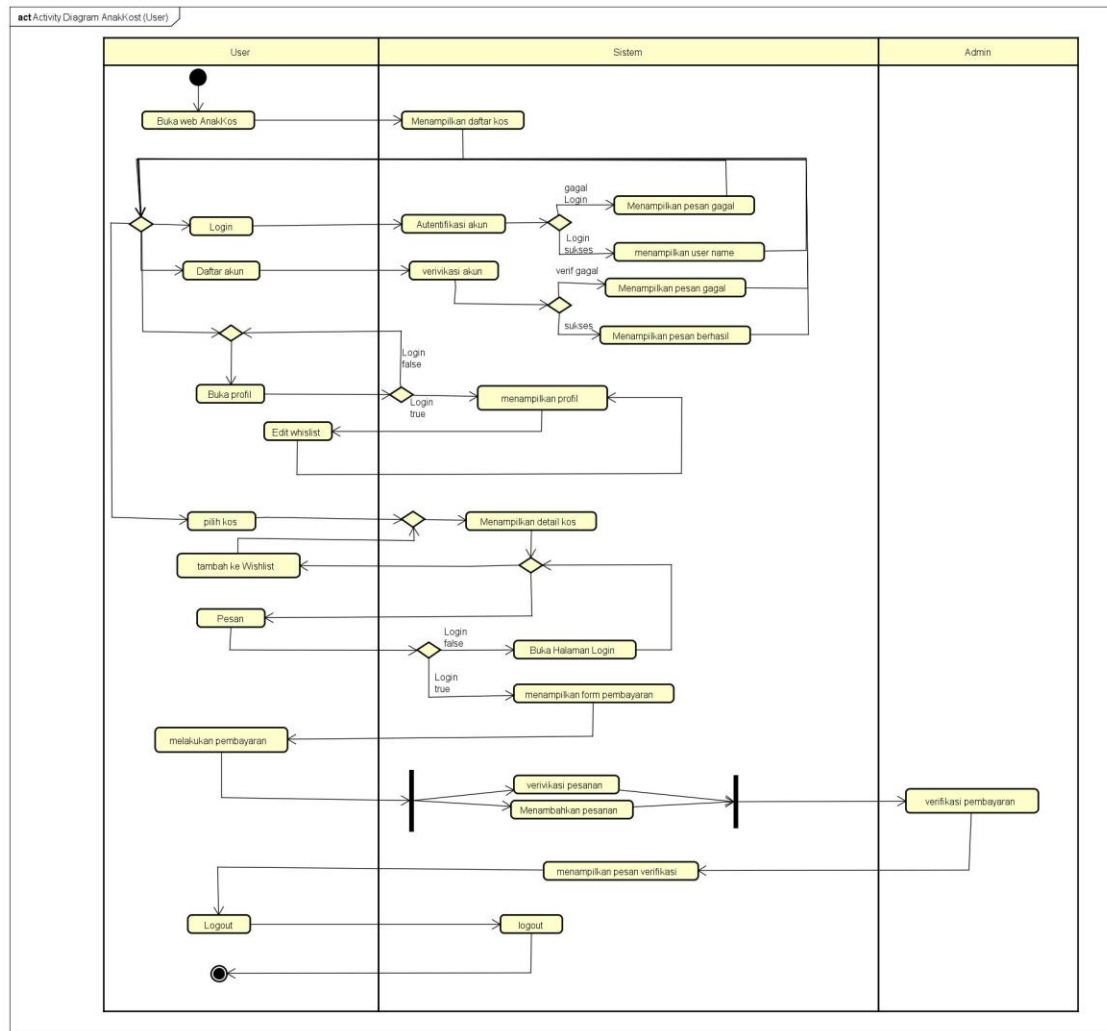 act Activity Diagram AnakKost (User)
User
Sistem
Admin
Buka web AnakKos
Menampilkan daftar kos
gagal
Login
Menampilkan pesan gagal
Login
Autentifikasi akun
Login
sukses
menampilkan user name
Daftar akun
verivikasi akun
verif gagal
Menampilkan pesan gagal
sukses
Menampilkan pesan berhasil
Login
false
Buka profil
Login
true
menampilkan profil
Edit whislist
pilih kos
Menampilkan detail kos
tambah ke Wishlist
Pesan
Login
false
Buka Halaman Login
Login
true
menampilkan form pembayaran
melakukan pembayaran
verivikasi pesanan
Menambahkan pesanan
verifikasi pembayaran
menampilkan pesan verifikasi
Logout
logout